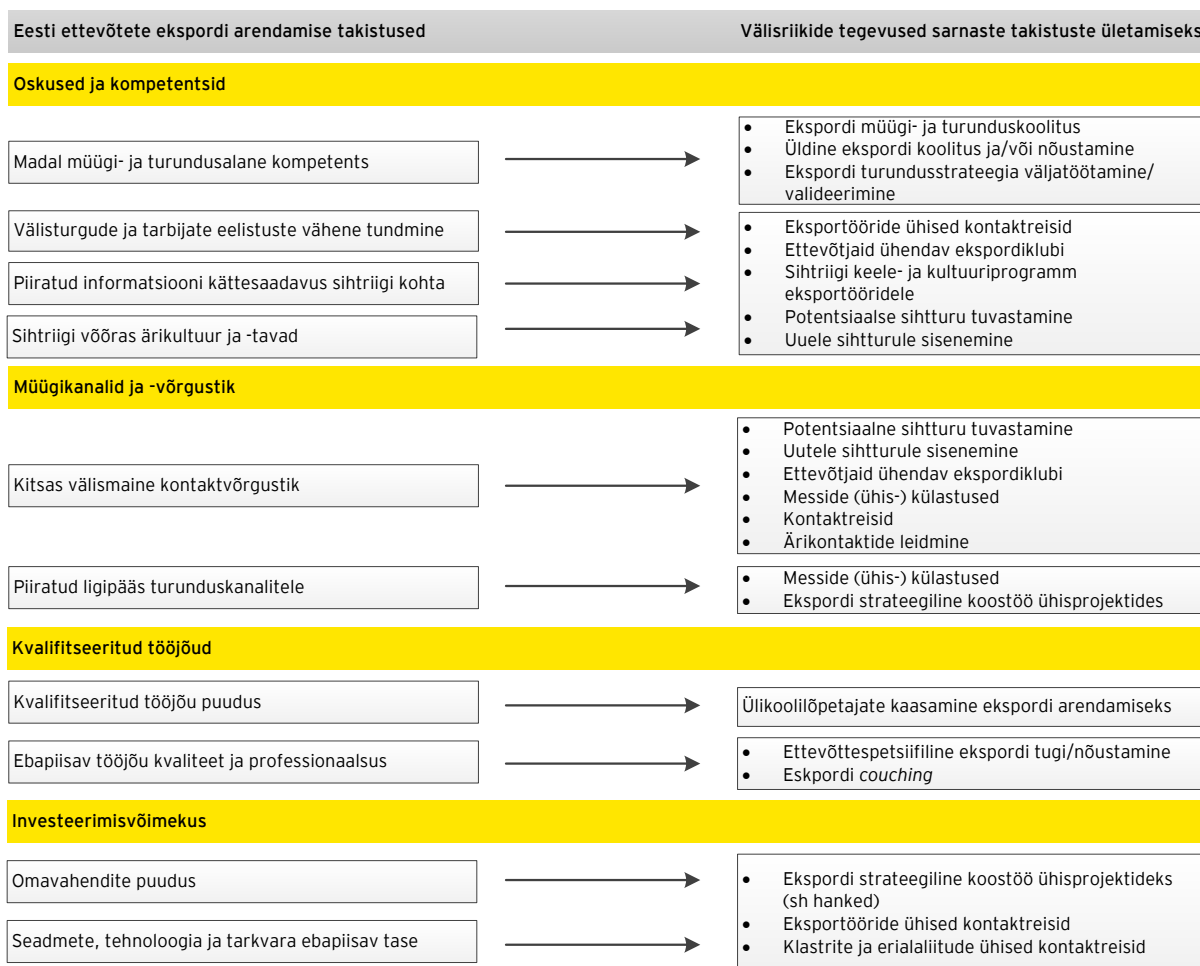 Eesti ettevõtete ekspordi arendamise takistused
Välisriikide tegevused sarnaste takistuste ületamiseks
Oskused ja kompetentsid
Madal müügi- ja turundusalane kompetents
• Ekspordi müügi- ja turunduskoolitus
• Üldine ekspordi koolitus ja/või nõustamine
• Ekspordi turundusstrateegia väljatöötamine/
valideerimine
Välisturgude ja tarbijate eelistuste vähene tundmine
Piiratud informatsiooni kättesaadavus sihtriigi kohta
Sihtriigi võõras ärikultuur ja -tavad
• Eksportööride ühised kontaktreisid
• Ettevõtjaid ühendav ekspordiklubi
• Sihtriigi keele- ja kultuuriprogramm
eksportööridele
• Potentsiaalse sihtturu tuvastamine
• Uuele sihtturule sisenemine
Müügikanalid ja -võrgustik
Kitsas välismaine kontaktvõrgustik
• Potentsiaalne sihtturu tuvastamine
• Uutele sihtturule sisenemine
• Ettevõtjaid ühendav ekspordiklubi
• Messide (ühis-) külastused
• Kontaktreisid
• Ärikontaktide leidmine
Piiratud ligipääs turunduskanalitele
• Messide (ühis-) külastused
• Ekspordi strateegiline koostöö ühisprojektides
Kvalifitseeritud tööjõud
Kvalifitseeritud tööjõu puudus
Ülikoolilõpetajate kaasamine ekspordi arendamiseks
Ebapiisav tööjõu kvaliteet ja professionaalsus
• Ettevõttespetsiifiline ekspordi tugi/nõustamine
• Eskpordi couching
Investeerimisvõimekus
Omavahendite puudus
Seadmete, tehnoloogia ja tarkvara ebapiisav tase
• Ekspordi strateegiline koostöö ühisprojektideks
(sh hanked)
• Eksportööride ühised kontaktreisid
• Klastrite ja erialaliitude ühised kontaktreisid